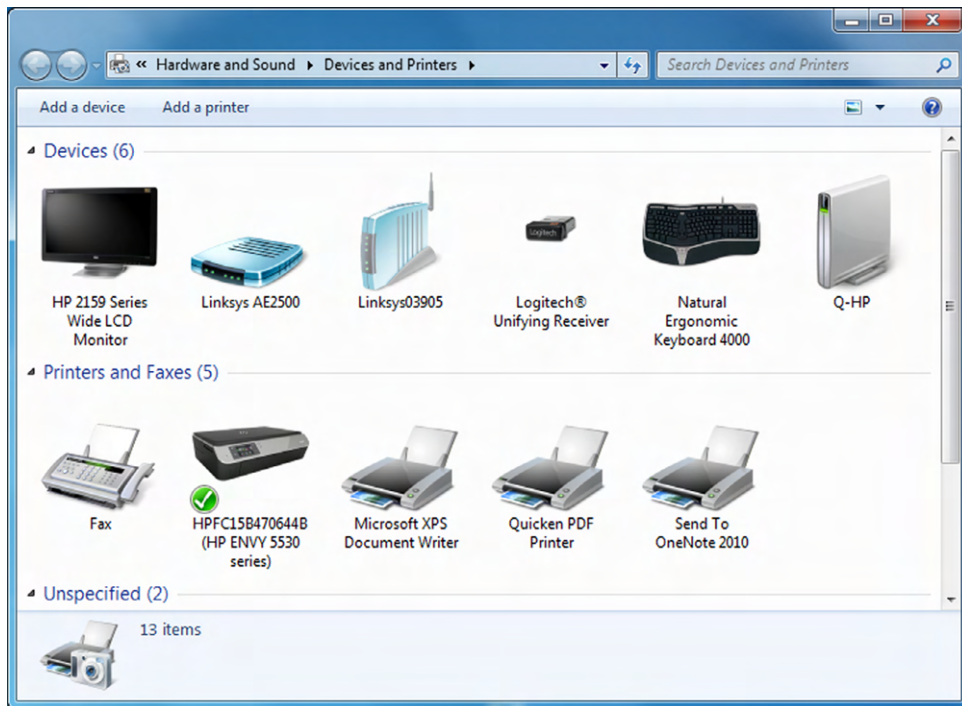 « Hardware and Sound ▸ Devices and Printers ▸
Search Devices and Printers
Add a device Add a printer
Devices (6)
HP 2159 Series
Wide LCD
Monitor
Linksys AE2500
Linksys03905
Logitech®
Unifying Receiver
Natural
Ergonomic
Keyboard 4000
Q-HP
Logitech
Printers and Faxes (5)
Fax
HPFC15B470644B
(HP ENVY 5530
series)
Microsoft XPS
Document Writer
Quicken PDF
Printer
Send To
OneNote 2010
Unspecified (2)
13 items